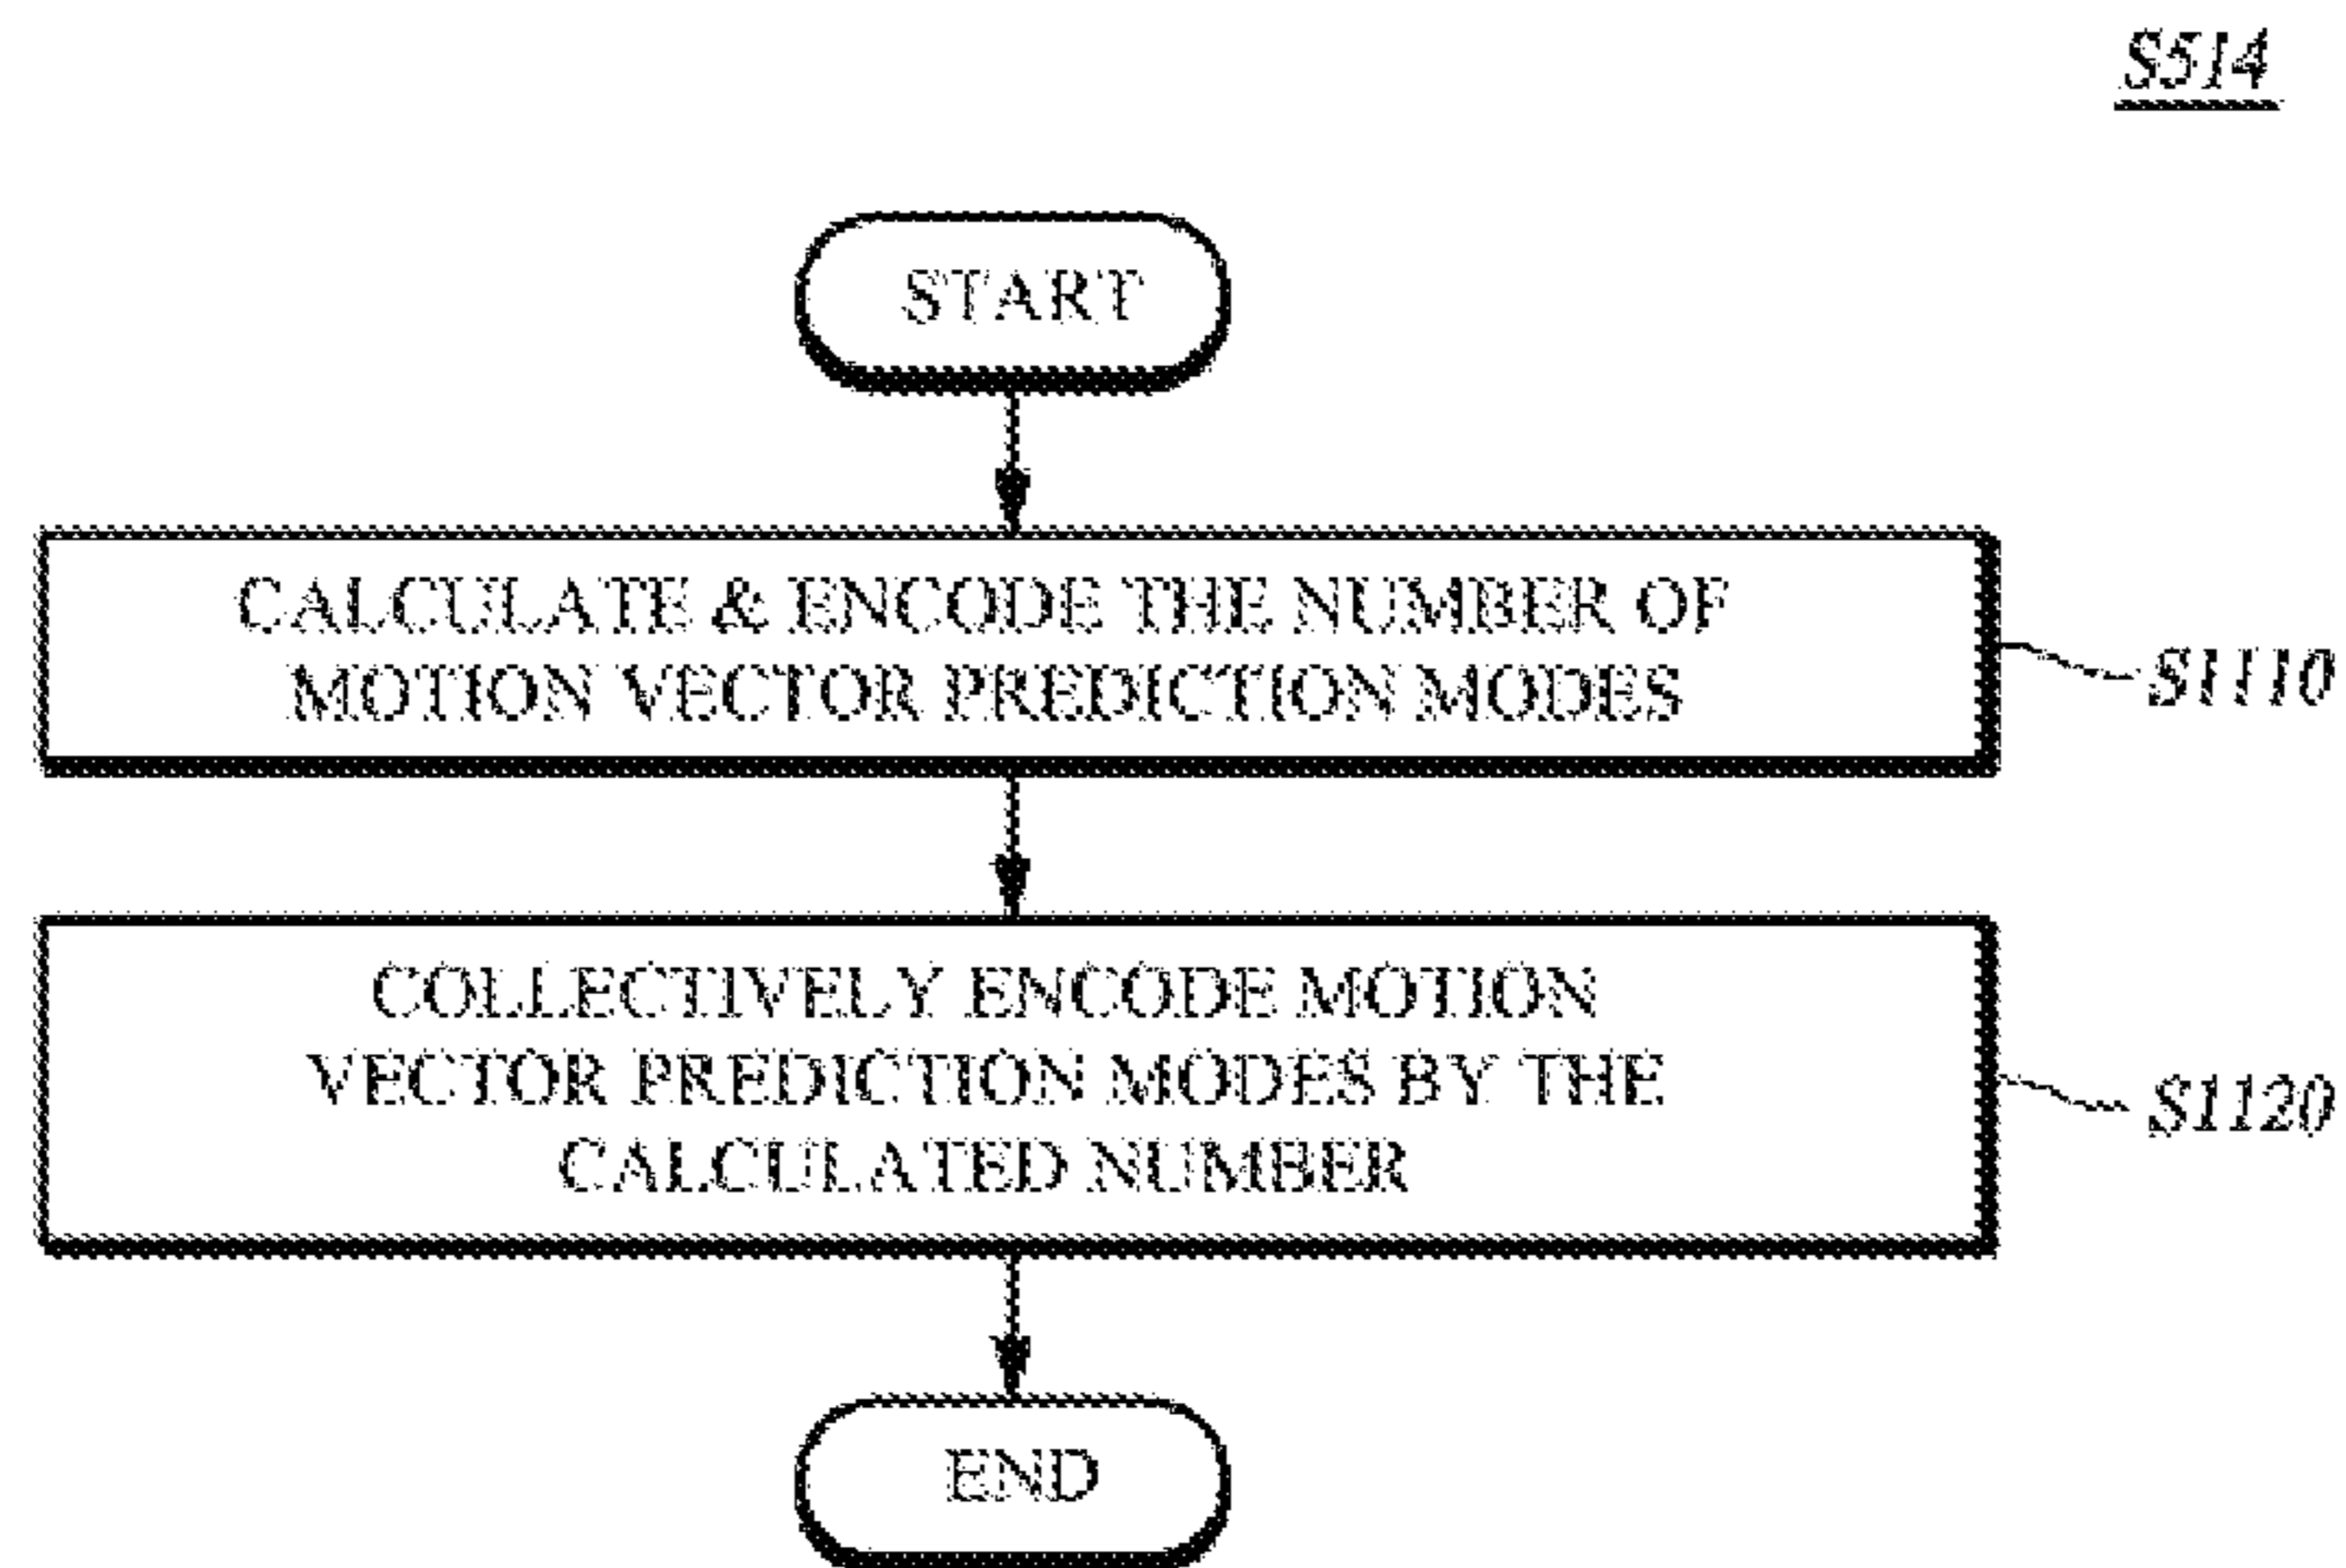 S514
START
CALCULATE & ENCODE THE NUMBER OF
MOTION VECTOR PREDICTION MODES
S1110
COLLECTIVELY ENCODE MOTION
VECTOR PREDICTION MODES BY THE
CALCULATED NUMBER
S1120
END